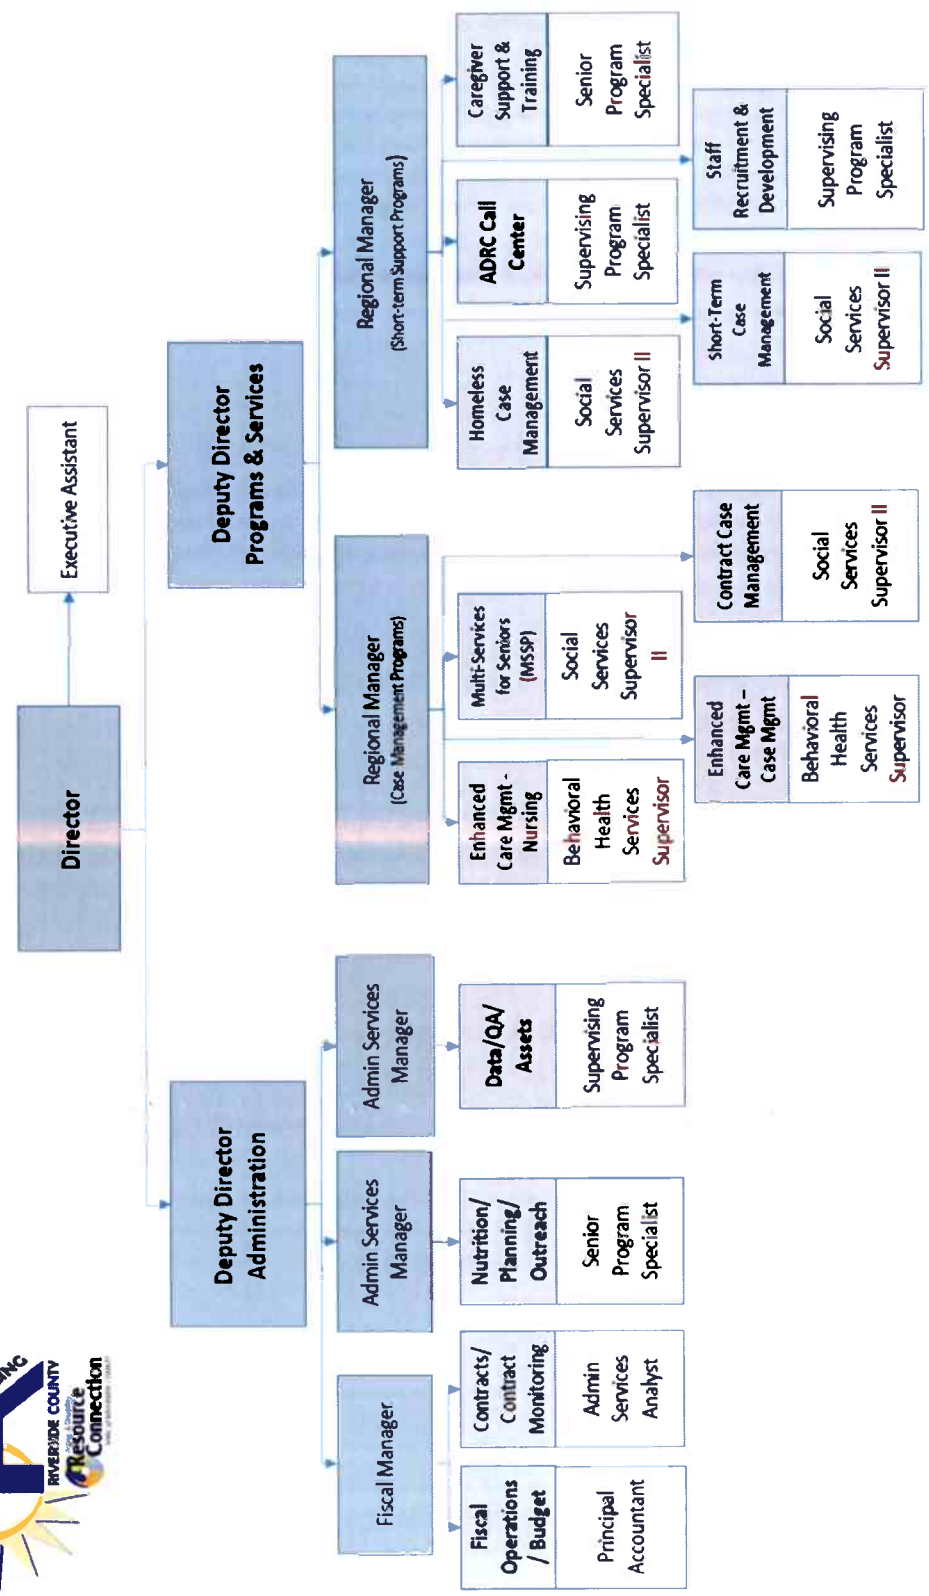 RIVERSIDE COUNTY
Resource
Connection
Director
Executive Assistant
Deputy Director
Administration
Deputy Director
Programs & Services
Fiscal Manager
Admin Services
Manager
Admin Services
Manager
Regional Manager
(Case Management Programs)
Regional Manager
(Short-term Support Programs)
Fiscal
Operations
/ Budget
Principal
Accountant
Contracts/
Contract
Monitoring
Admin
Services
Analyst
Nutrition/
Planning/
Outreach
Senior
Program
Specialist
Data/QA/
Assets
Supervising
Program
Specialist
Enhanced
Care Mgmt -
Nursing
Behavioral
Health
Services
Supervisor
Multi-Services
for Seniors
(MSSP)
Social
Services
Supervisor
II
Homeless
Case
Management
Social
Services
Supervisor II
ADRC Call
Center
Supervising
Program
Specialist
Caregiver
Support &
Training
Senior
Program
Specialist
Enhanced
Care Mgmt -
Case Mgmt
Behavioral
Health
Services
Supervisor
Contract Case
Management
Social
Services
Supervisor II
Short-Term
Case
Management
Social
Services
Supervisor II
Staff
Recruitment &
Development
Supervising
Program
Specialist